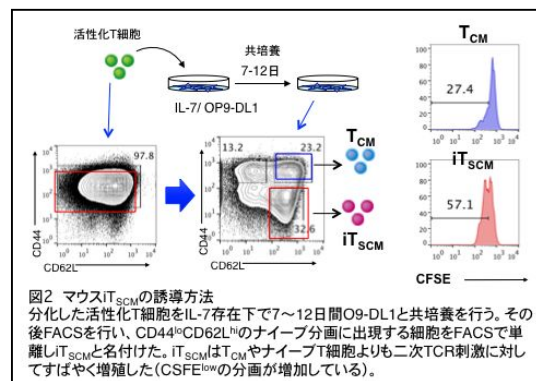 活性化T細胞
共培養
7-12日
IL-7/ OP9-DL1
TCM
27.4
97.8
13.2
23.2
32.6
TCM
iTSCM
iTSCM
57.1
CD44
CD62L
CD44
CD62L
CFSE
図2 マウスiTSCMの誘導方法
分化した活性化T細胞をIL-7存在下で7〜12日間O9-DL1と共培養を行う。その
後FACSを行い、CD44loCD62Lhiのナイーブ分画に出現する細胞をFACSで単
離しiTSCMと名付けた。iTSCMはTCMやナイーブT細胞よりも二次TCR刺激に対し
てすばやく増殖した(CSFElowの分画が増加している)。